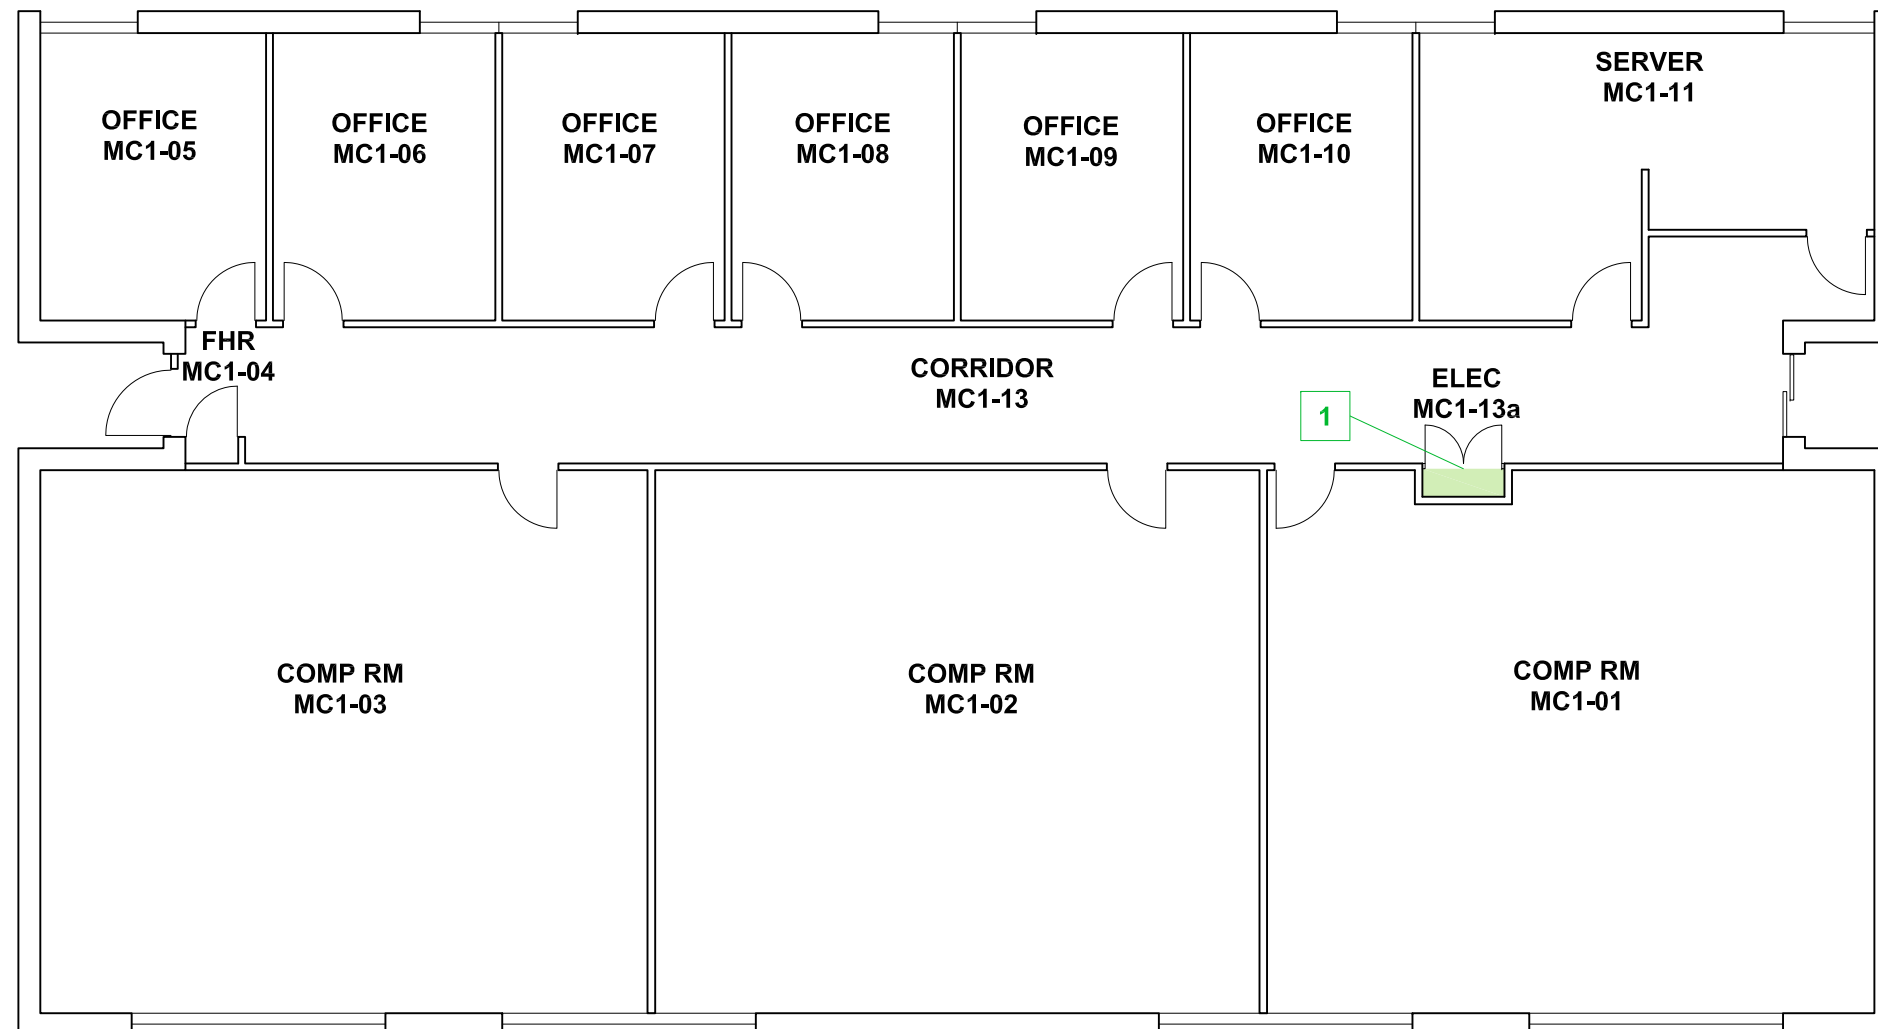 OFFICE
MC1-05
OFFICE
MC1-06
OFFICE
MC1-07
OFFICE
MC1-08
OFFICE
MC1-09
OFFICE
MC1-10
SERVER
MC1-11
FHR
MC1-04
CORRIDOR
MC1-13
ELEC
MC1-13a
1
COMP RM
MC1-03
COMP RM
MC1-02
COMP RM
MC1-01